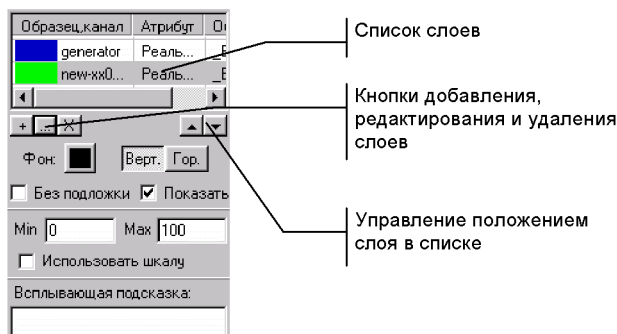 Образец,канал Атрибут
generator Реаль...
new-xx0... Реаль...
+ ... X
Фон: Верт. Гор.
Без подложки Показать
Min 0 Max 100
Использовать шкалу
Всплывающая подсказка:
Список слоев
Кнопки добавления,
редактирования и удаления
слоев
Управление положением
слоя в списке